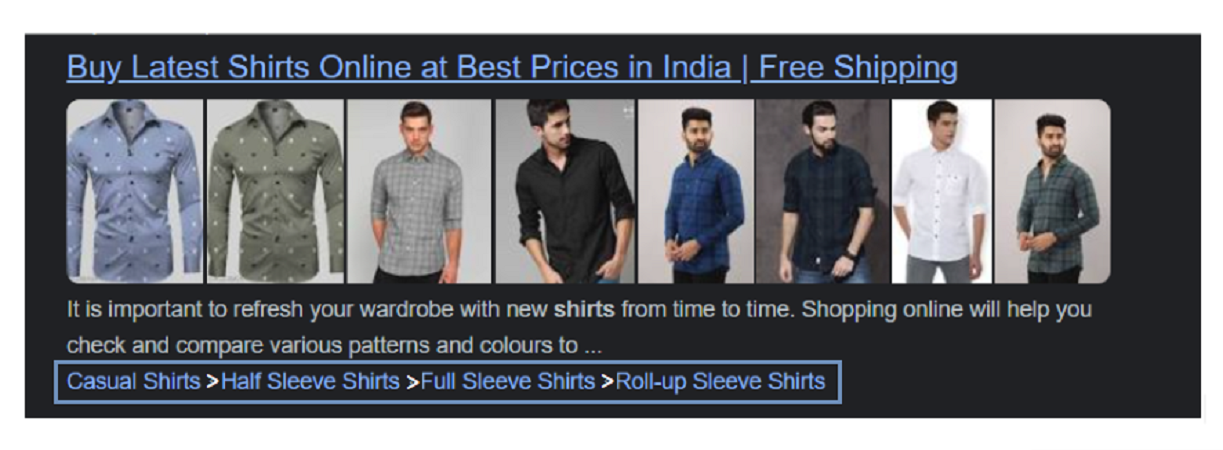 Buy Latest Shirts Online at Best Prices in India | Free Shipping
It is important to refresh your wardrobe with new shirts from time to time. Shopping online will help you
check and compare various patterns and colours to ...
Casual Shirts >Half Sleeve Shirts >Full Sleeve Shirts >Roll-up Sleeve Shirts